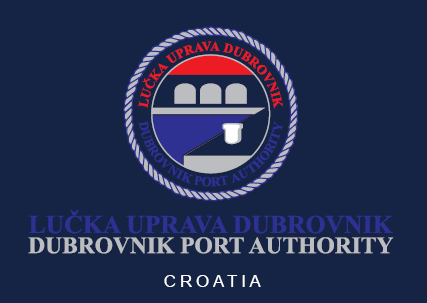 LUČKA UPRAVA DUBROVNIK
DUBROVNIK PORT AUTHORITY
LUČKA UPRAVA DUBROVNIK
DUBROVNIK PORT AUTHORITY
CROATIA